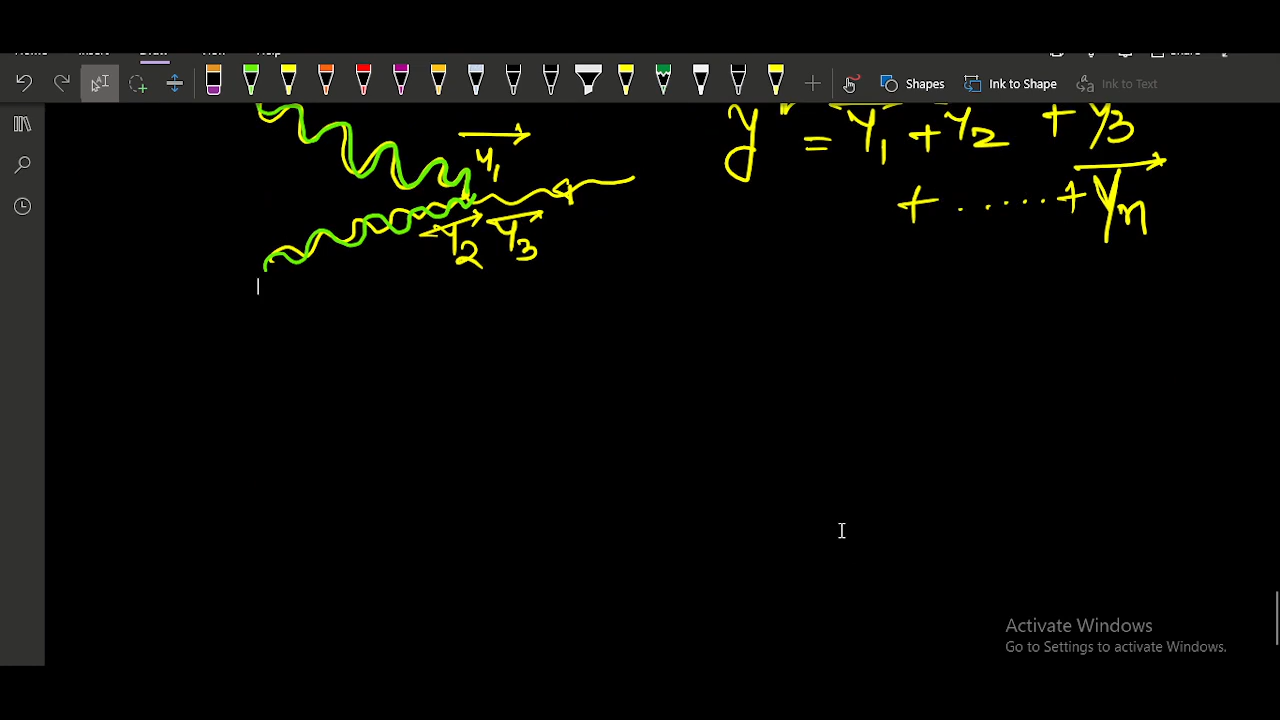 Shapes
Ink to Shape
Ink to Text
y = y₁ + y₂ + y₃
+ ...... + yₙ
y₁
y₂ y₃
Activate Windows
Go to Settings to activate Windows.